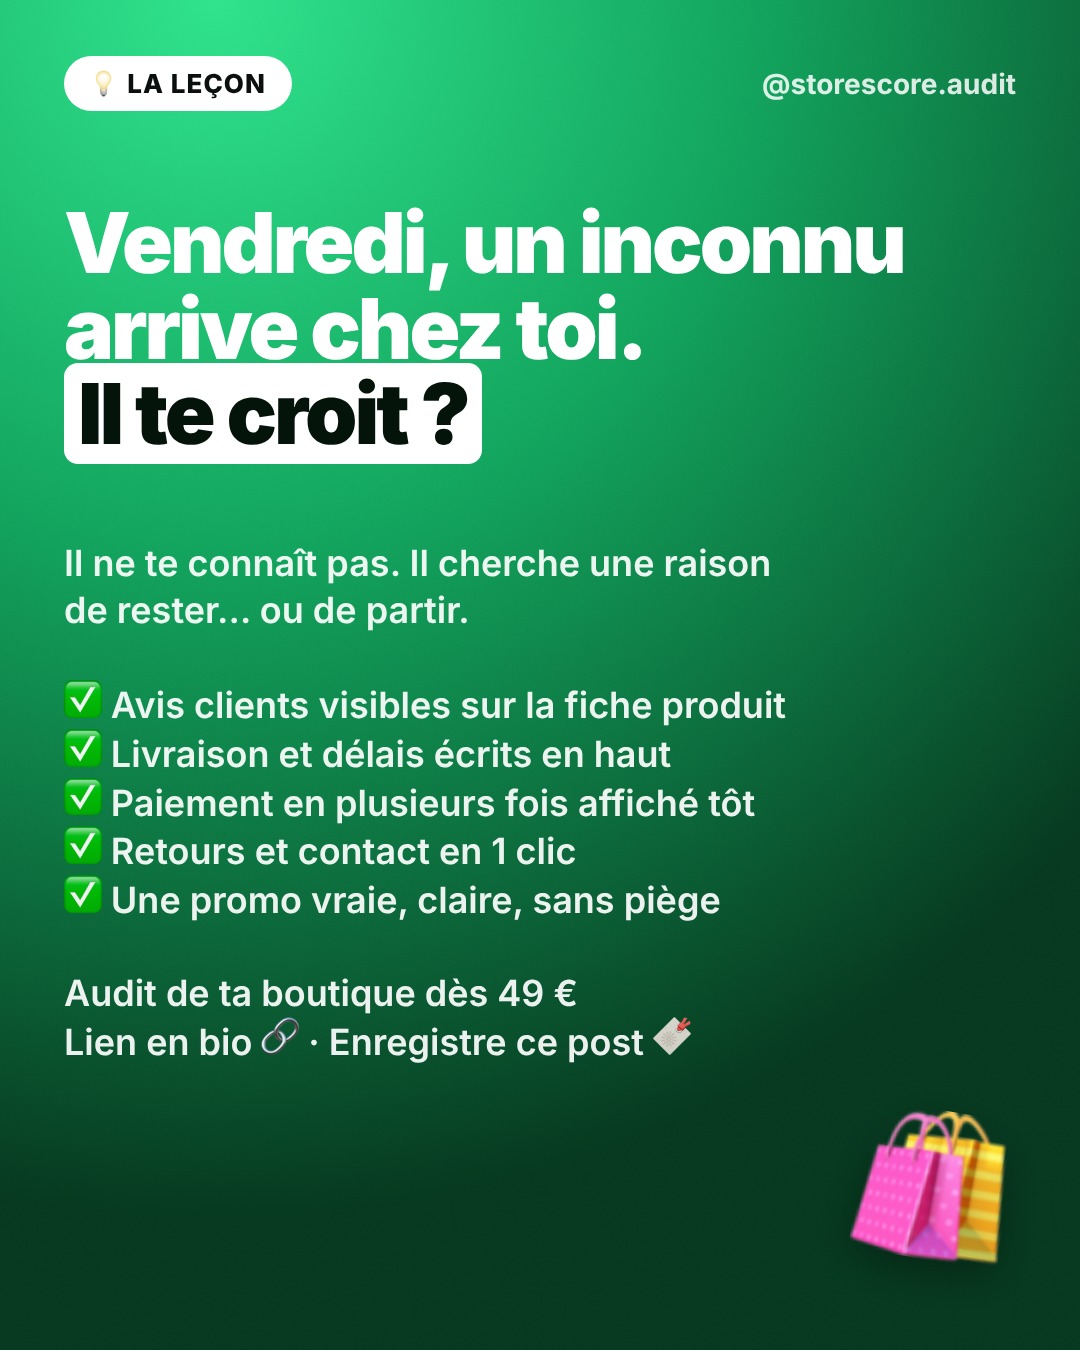 💡 LA LEÇON
@storescore.audit
Vendredi, un inconnu
arrive chez toi.
Il te croit ?
Il ne te connaît pas. Il cherche une raison
de rester... ou de partir.
✅ Avis clients visibles sur la fiche produit
✅ Livraison et délais écrits en haut
✅ Paiement en plusieurs fois affiché tôt
✅ Retours et contact en 1 clic
✅ Une promo vraie, claire, sans piège
Audit de ta boutique dès 49 €
Lien en bio 🔗 · Enregistre ce post 🔖